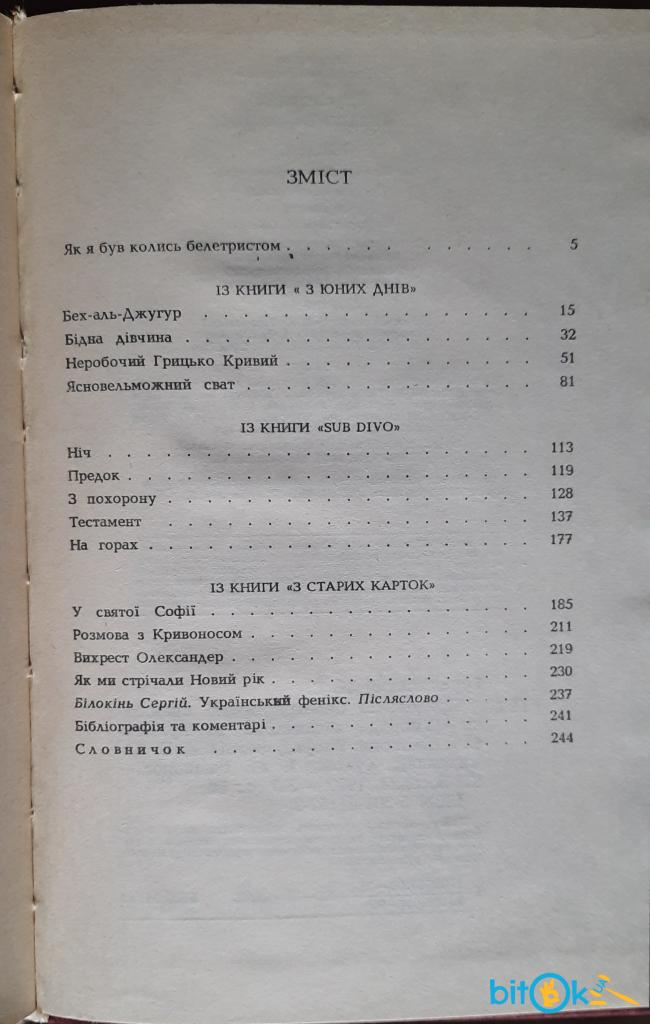 ЗМІСТ
Як я був колись белетристом . . . . . . . . . . . 5
ІЗ КНИГИ « З ЮНИХ ДНІВ»
Бех-аль-Джугур . . . . . . . . . . . . . . . . 15
Бідна дівчина . . . . . . . . . . . . . . . . . 32
Неробочий Грицько Кривий . . . . . . . . . . . . 51
Ясновельможний сват . . . . . . . . . . . . . . 81
ІЗ КНИГИ «SUB DIVO»
Ніч . . . . . . . . . . . . . . . . . . . . . 113
Предок . . . . . . . . . . . . . . . . . . . 119
З похорону . . . . . . . . . . . . . . . . . 128
Тестамент . . . . . . . . . . . . . . . . . 137
На горах . . . . . . . . . . . . . . . . . . 177
ІЗ КНИГИ «З СТАРИХ КАРТОК»
У святої Софії . . . . . . . . . . . . . . . 185
Розмова з Кривоносом . . . . . . . . . . . . . 211
Вихрест Олександер . . . . . . . . . . . . . . 219
Як ми стрічали Новий рік . . . . . . . . . . . . 230
Білокінь Сергій. Український фенікс. Післяслово . . . . 237
Бібліографія та коментарі . . . . . . . . . . . . 241
Словничок . . . . . . . . . . . . . . . 244
bitOk UA